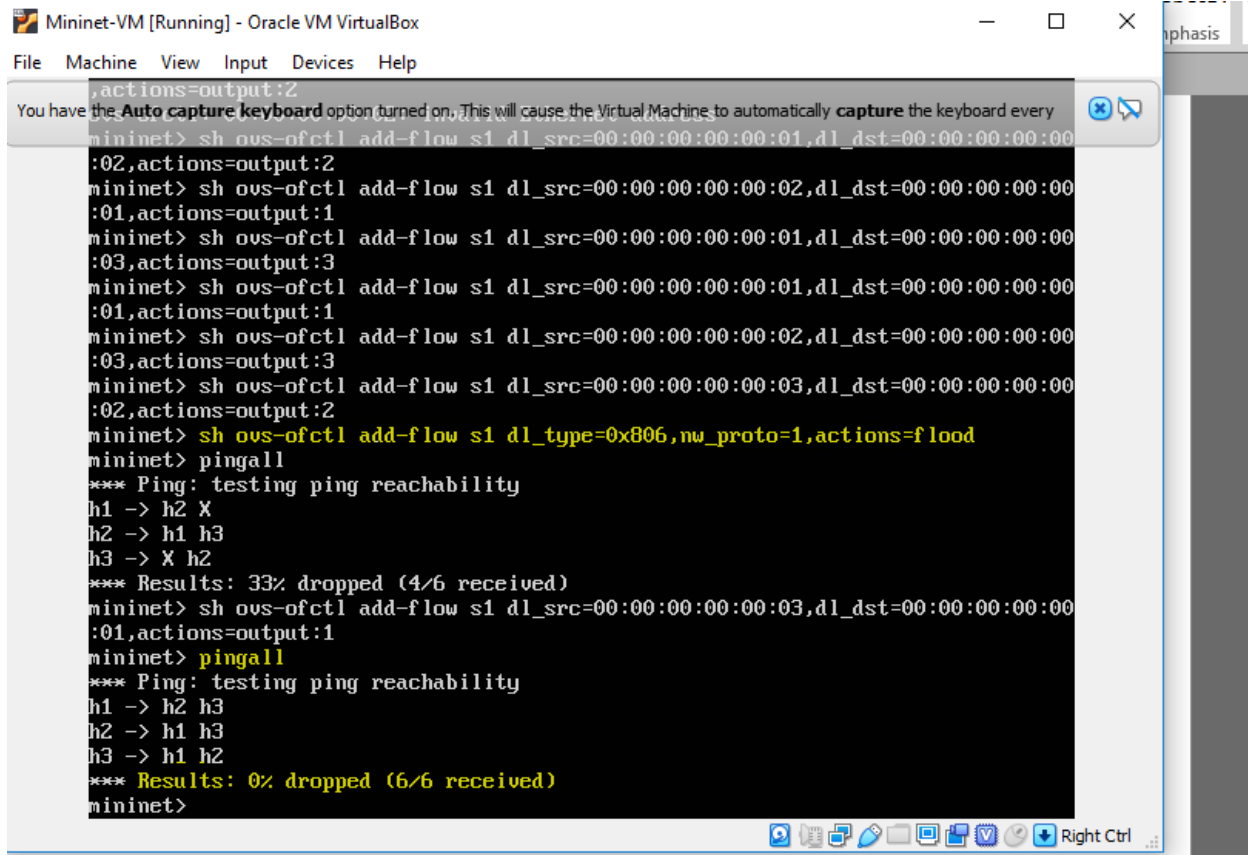 Mininet-VM [Running] - Oracle VM VirtualBox
nphasis
File Machine View Input Devices Help
,actions=output:2
You have the Auto capture keyboard option turned on. This will cause the Virtual Machine to automatically capture the keyboard every
mininet> sh ovs-ofctl add-flow s1 dl_src=00:00:00:00:00:01,dl_dst=00:00:00:00:00
:02,actions=output:2
mininet> sh ovs-ofctl add-flow s1 dl_src=00:00:00:00:00:02,dl_dst=00:00:00:00:00
:01,actions=output:1
mininet> sh ovs-ofctl add-flow s1 dl_src=00:00:00:00:00:01,dl_dst=00:00:00:00:00
:03,actions=output:3
mininet> sh ovs-ofctl add-flow s1 dl_src=00:00:00:00:00:01,dl_dst=00:00:00:00:00
:01,actions=output:1
mininet> sh ovs-ofctl add-flow s1 dl_src=00:00:00:00:00:02,dl_dst=00:00:00:00:00
:03,actions=output:3
mininet> sh ovs-ofctl add-flow s1 dl_src=00:00:00:00:00:03,dl_dst=00:00:00:00:00
:02,actions=output:2
mininet> sh ovs-ofctl add-flow s1 dl_type=0x806,nw_proto=1,actions=flood
mininet> pingall
*** Ping: testing ping reachability
h1 -> h2 X
h2 -> h1 h3
h3 -> X h2
*** Results: 33% dropped (4/6 received)
mininet> sh ovs-ofctl add-flow s1 dl_src=00:00:00:00:00:03,dl_dst=00:00:00:00:00
:01,actions=output:1
mininet> pingall
*** Ping: testing ping reachability
h1 -> h2 h3
h2 -> h1 h3
h3 -> h1 h2
*** Results: 0% dropped (6/6 received)
mininet>
Right Ctrl